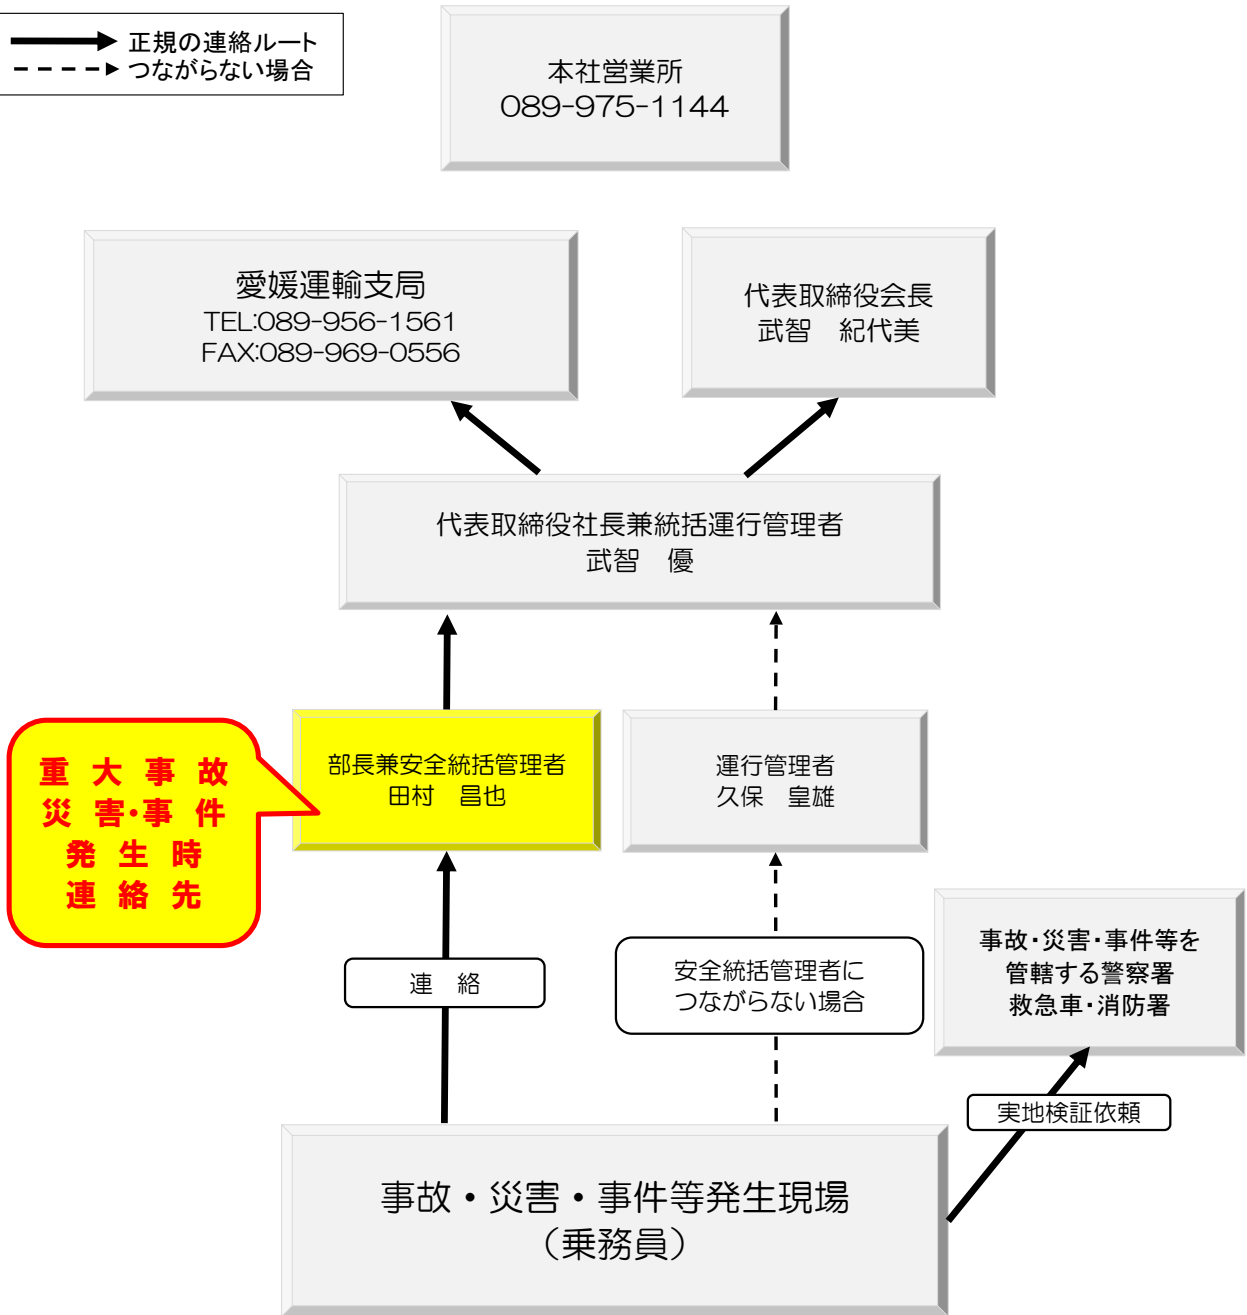 正規の連絡ルート
つながらない場合
本社営業所
089-975-1144
愛媛運輸支局
TEL:089-956-1561
FAX:089-969-0556
代表取締役会長
武智　紀代美
代表取締役社長兼統括運行管理者
武智　優
重 大 事 故
災 害・事 件
発 生 時
連 絡 先
部長兼安全統括管理者
田村　昌也
運行管理者
久保　皇雄
連　絡
安全統括管理者に
つながらない場合
事故・災害・事件等を
管轄する警察署
救急車・消防署
実地検証依頼
事故・災害・事件等発生現場
（乗務員）